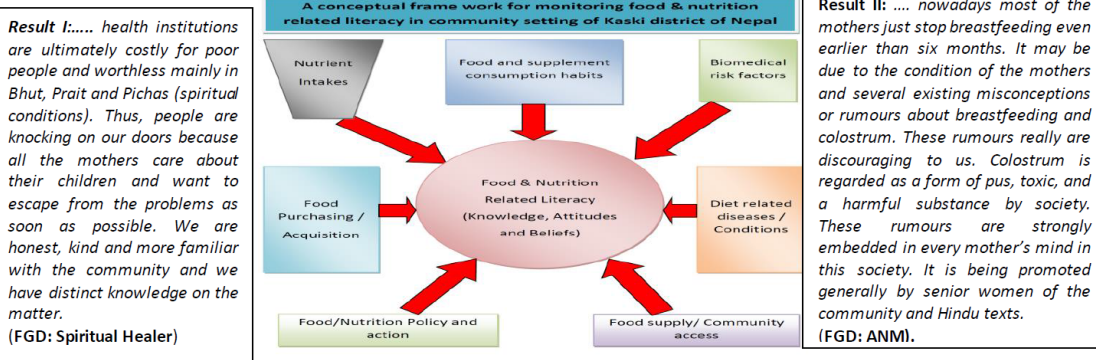 Result I:..... health institutions
are ultimately costly for poor
people and worthless mainly in
Bhut, Prait and Pichas (spiritual
conditions). Thus, people are
knocking on our doors because
all the mothers care about
their children and want to
escape from the problems as
soon as possible. We are
honest, kind and more familiar
with the community and we
have distinct knowledge on the
matter.
(FGD: Spiritual Healer)
A conceptual frame work for monitoring food & nutrition
related literacy in community setting of Kaski district of Nepal
Nutrient
Intakes
Food and supplement
consumption habits
Biomedical
risk factors
Food
Purchasing /
Acquisition
Food & Nutrition
Related Literacy
(Knowledge, Attitudes
and Beliefs)
Diet related
diseases /
Conditions
Food/Nutrition Policy and
action
Food supply/ Community
access
Result II: .... nowadays most of the
mothers just stop breastfeeding even
earlier than six months. It may be
due to the condition of the mothers
and several existing misconceptions
or rumours about breastfeeding and
colostrum. These rumours really are
discouraging to us. Colostrum is
regarded as a form of pus, toxic, and
a harmful substance by society.
These rumours are strongly
embedded in every mother's mind in
this society. It is being promoted
generally by senior women of the
community and Hindu texts.
(FGD: ANM).